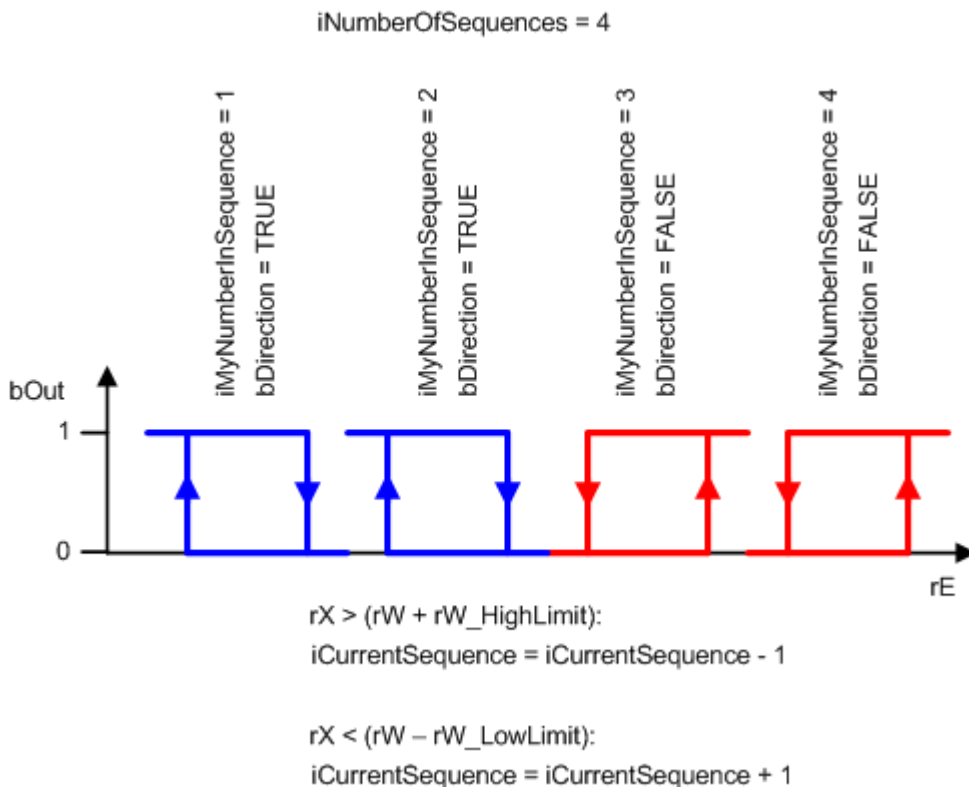 iNumberOfSequences = 4
iMyNumberInSequence = 1
bDirection = TRUE
iMyNumberInSequence = 2
bDirection = TRUE
iMyNumberInSequence = 3
bDirection = FALSE
iMyNumberInSequence = 4
bDirection = FALSE
bOut
1
0
rE
rX > (rW + rW_HighLimit):
iCurrentSequence = iCurrentSequence - 1
rX < (rW – rW_LowLimit):
iCurrentSequence = iCurrentSequence + 1